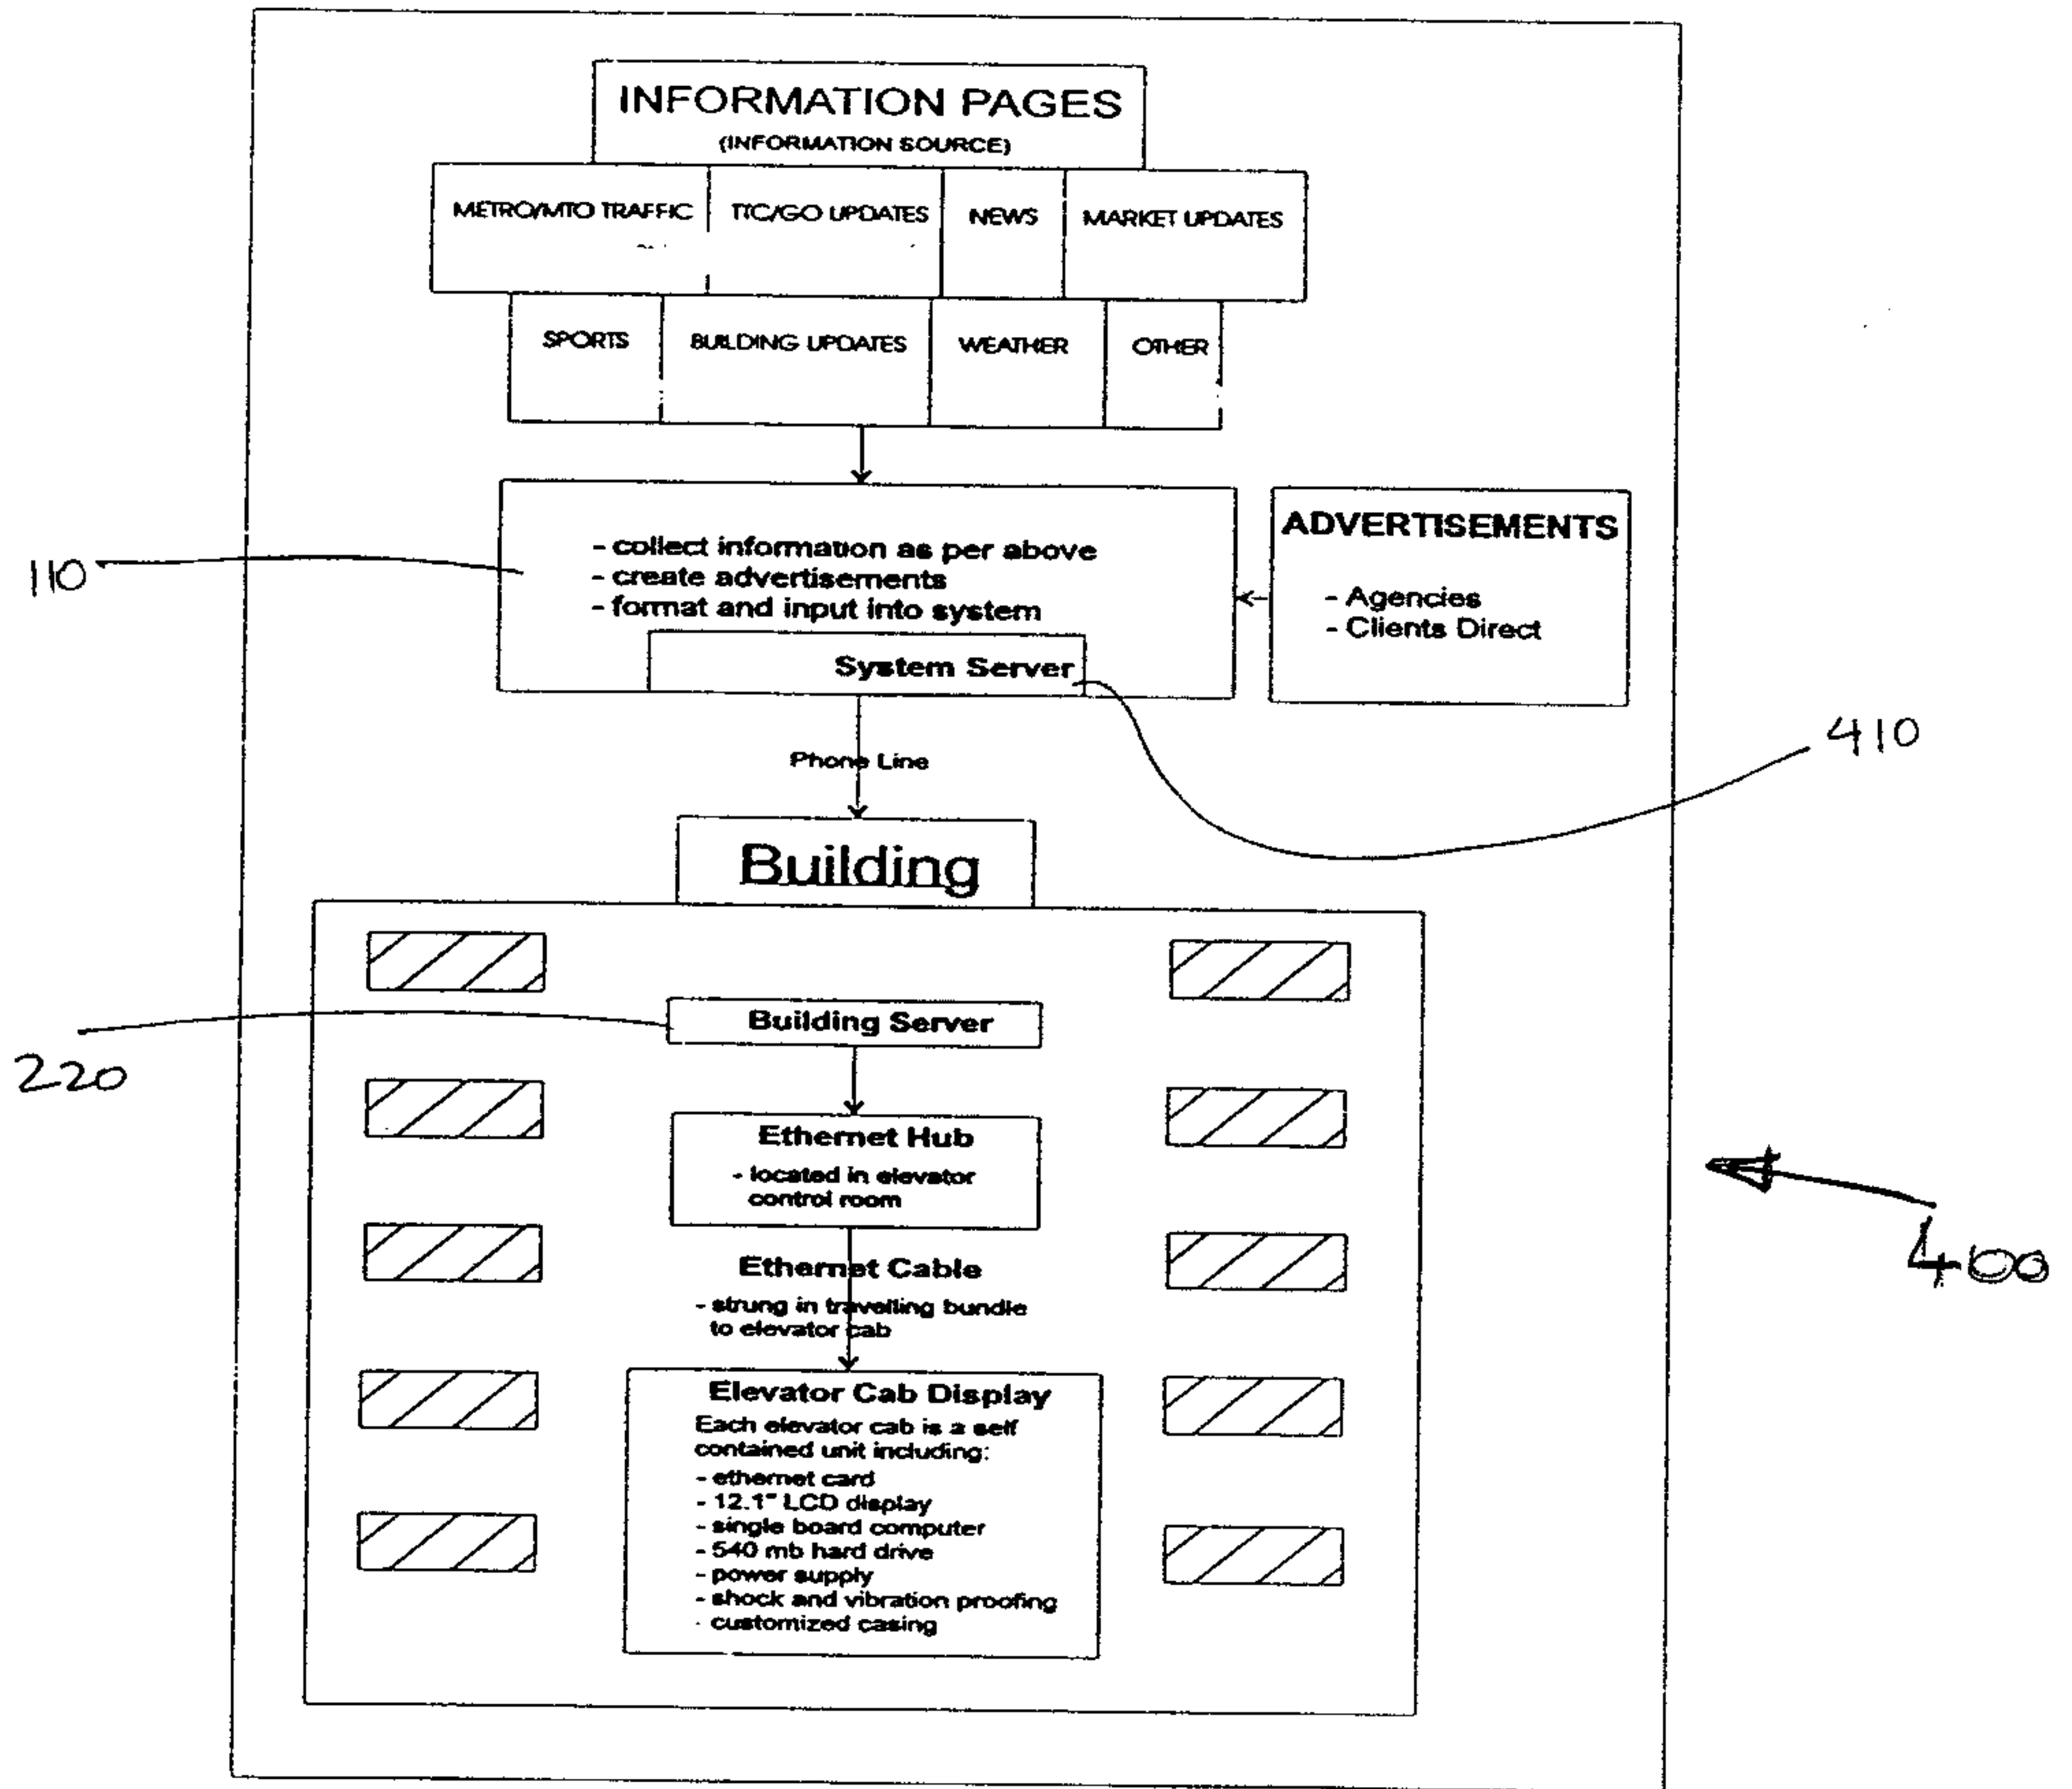 INFORMATION PAGES
(INFORMATION SOURCE)
METRO/MTO TRAFFIC
TTC/GO UPDATES
NEWS
MARKET UPDATES
SPORTS
BUILDING UPDATES
WEATHER
OTHER
110
- collect information as per above
- create advertisements
- format and input into system
System Server
ADVERTISEMENTS
- Agencies
- Clients Direct
410
Phone Line
Building
Building Server
220
Ethernet Hub
- located in elevator
control room
400
Ethernet Cable
- strung in travelling bundle
to elevator cab
Elevator Cab Display
Each elevator cab is a self
contained unit including:
- ethernet card
- 12.1" LCD display
- single board computer
- 540 mb hard drive
- power supply
- shock and vibration proofing
- customized casing